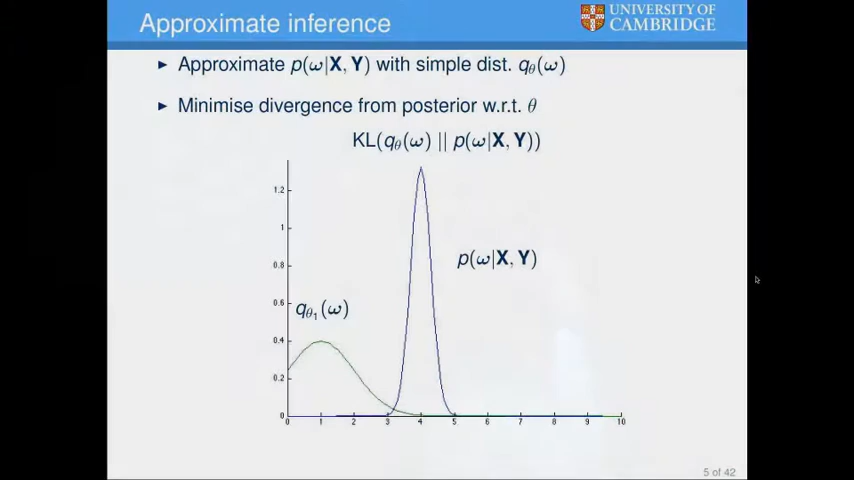 Approximate inference
UNIVERSITY OF
CAMBRIDGE
► Approximate p(ω|X, Y) with simple dist. qθ(ω)
► Minimise divergence from posterior w.r.t. θ
KL(qθ(ω) || p(ω|X, Y))
1.2
1
0.8
p(ω|X, Y)
0.6
qθ1(ω)
0.4
0.2
0
0 1 2 3 4 5 6 7 8 9 10
5 of 42